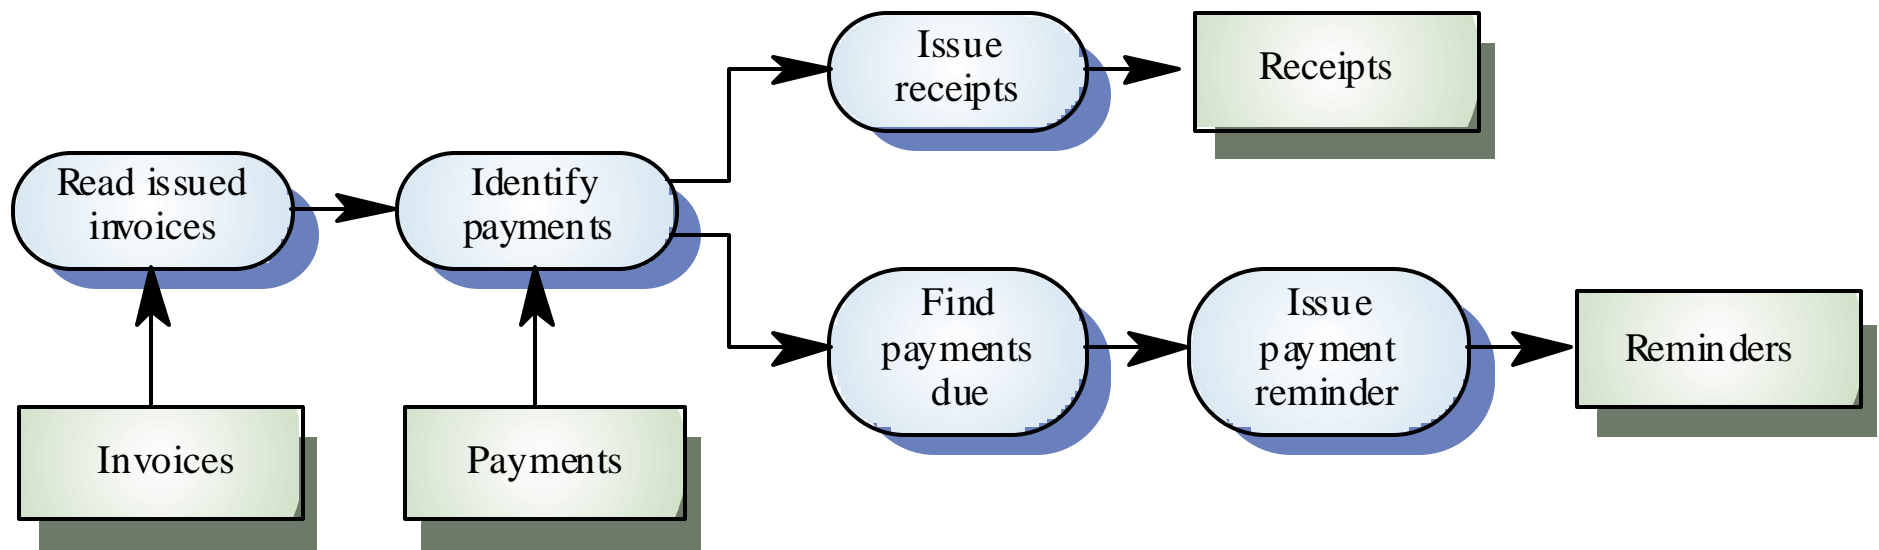 Issue
receipts
Receipts
Read issued
invoices
Identify
payments
Find
payments
due
Issue
payment
reminder
Reminders
Invoices
Payments